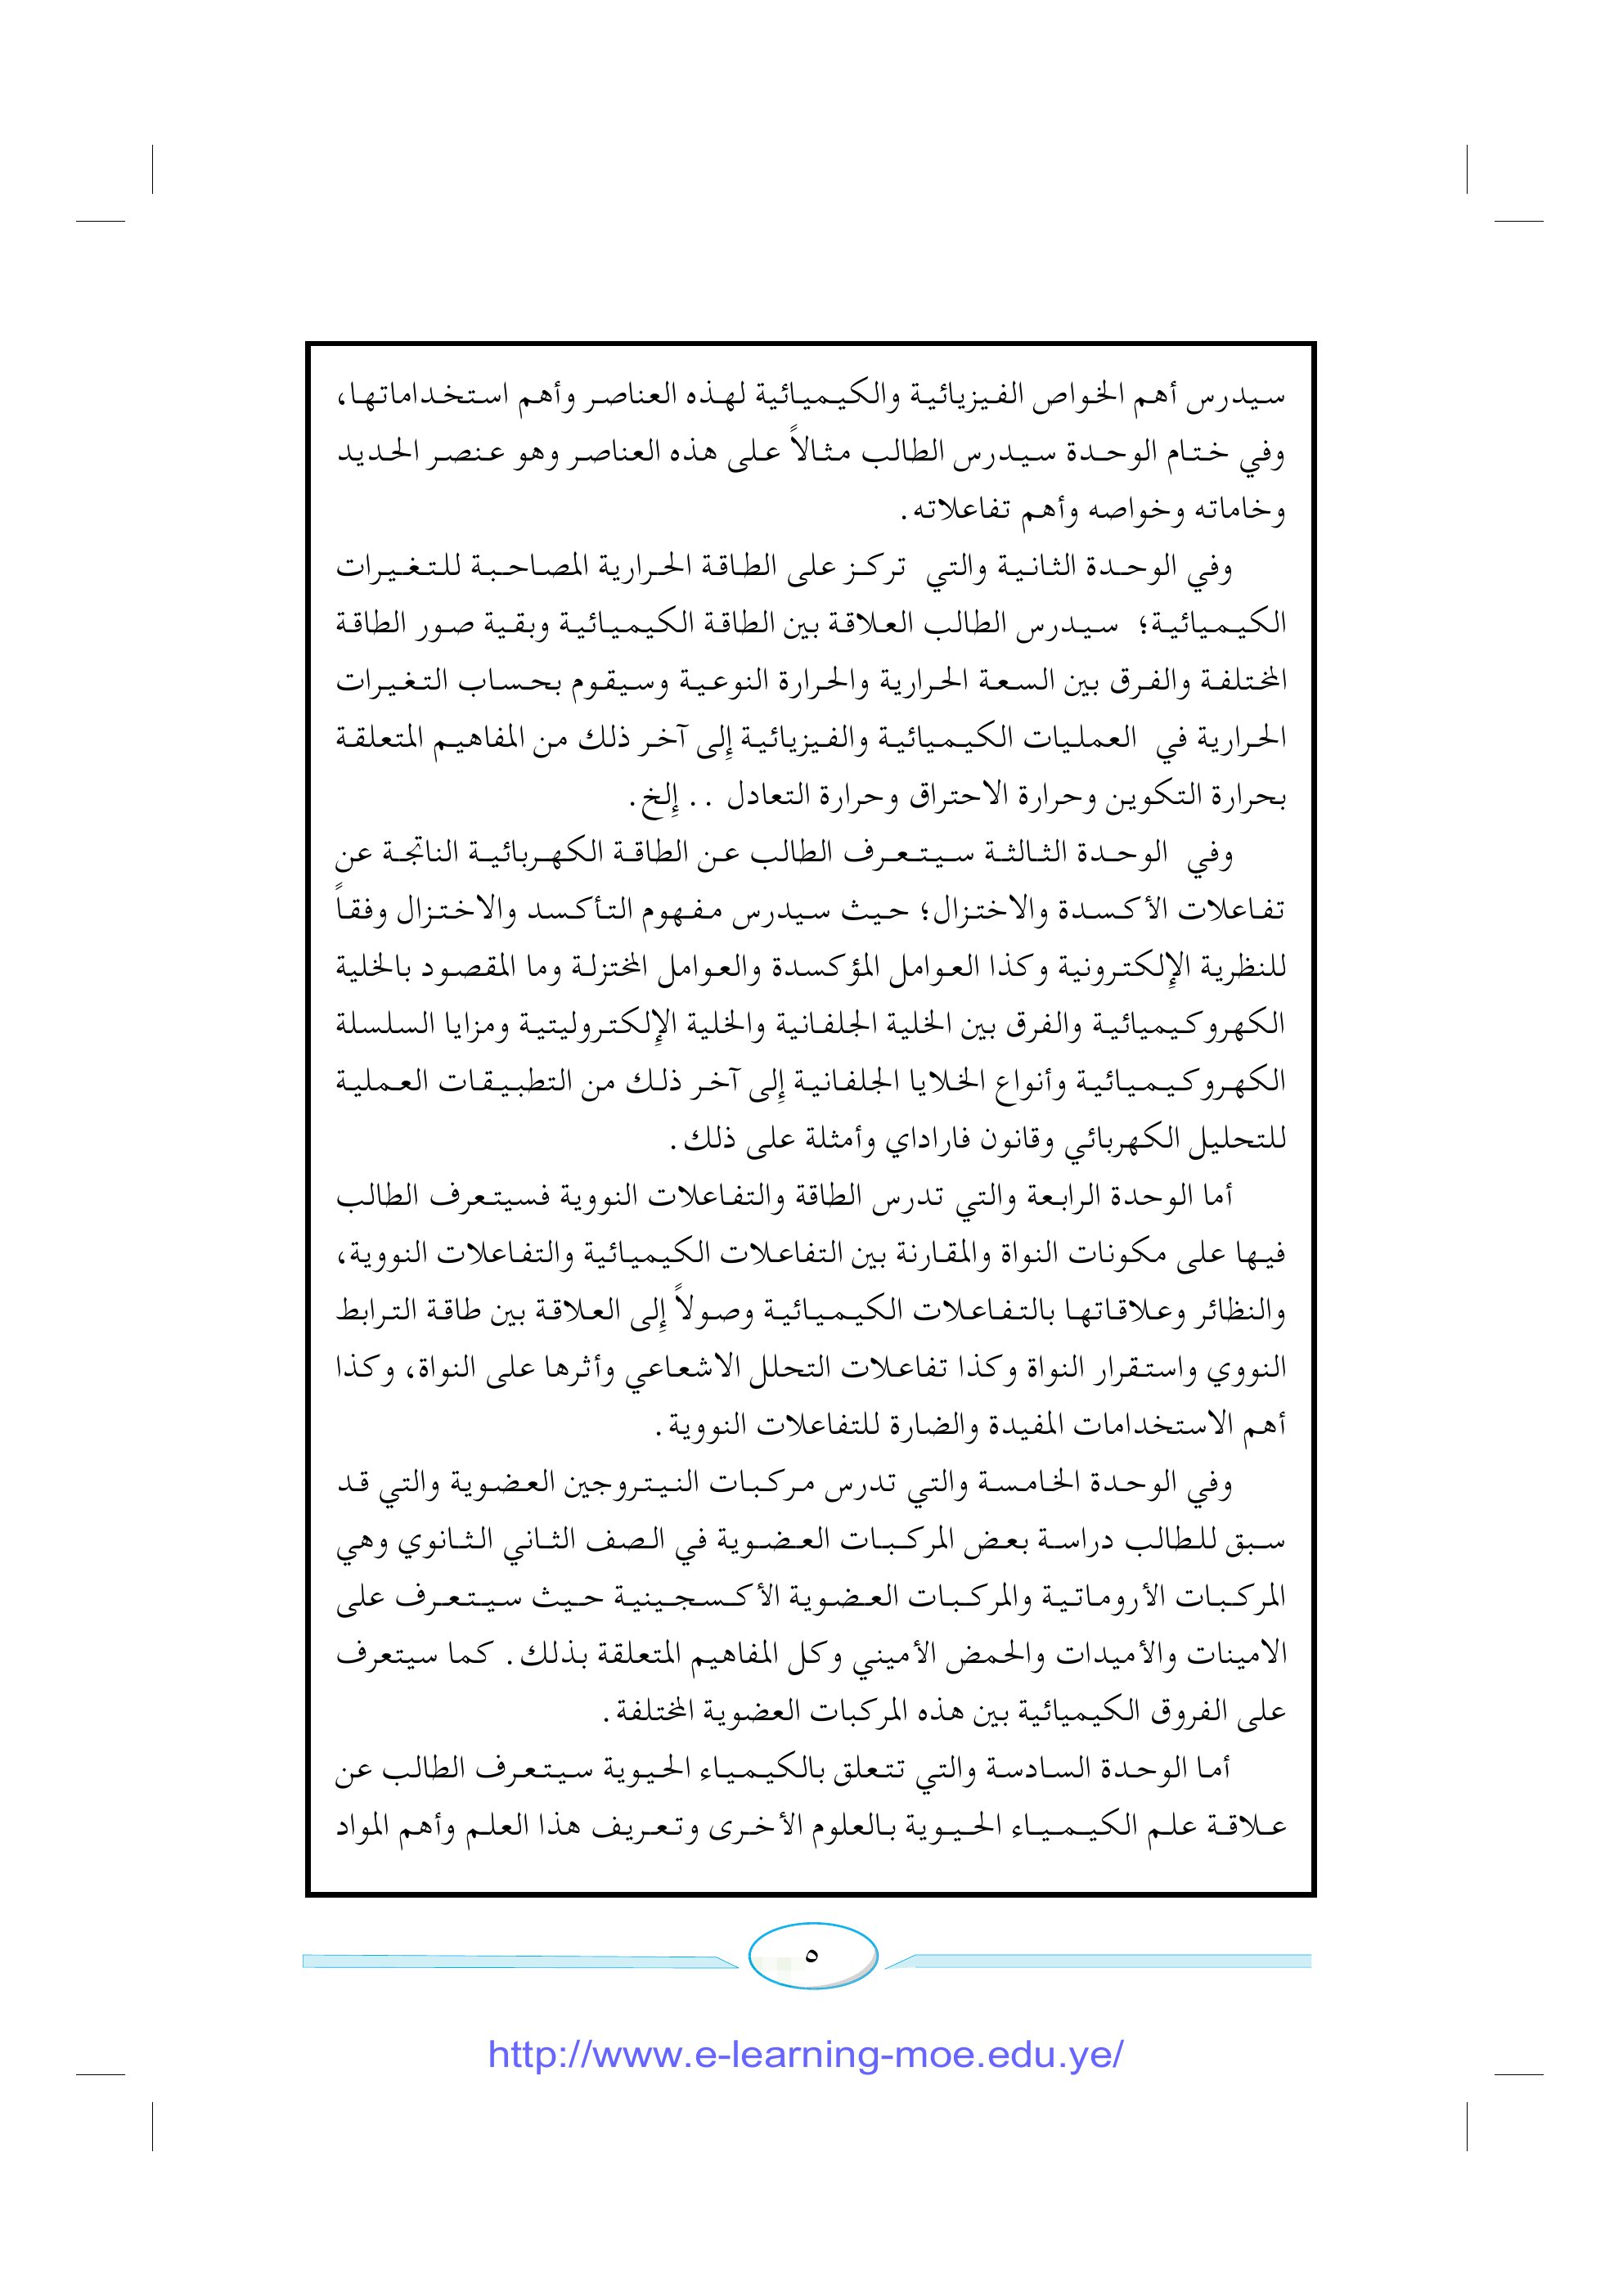 سيدرس أهم الخواص الفيزيائية والكيميائية لهذه العناصر وأهم استخداماتها،
وفي ختام الوحدة سيدرس الطالب مثالاً على هذه العناصر وهو عنصر الحديد
وخاماته وخواصه وأهم تفاعلاته.
وفي الوحدة الثانية والتي تركز على الطاقة الحرارية المصاحبة للتغيرات
الكيميائية؛ سيدرس الطالب العلاقة بين الطاقة الكيميائية وبقية صور الطاقة
المختلفة والفرق بين السعة الحرارية والحرارة النوعية وسيقوم بحساب التغيرات
الحرارية في العمليات الكيميائية والفيزيائية إلى آخر ذلك من المفاهيم المتعلقة
بحرارة التكوين وحرارة الاحتراق وحرارة التعادل .. إلخ.
وفي الوحدة الثالثة سيتعرف الطالب عن الطاقة الكهربائية الناتجة عن
تفاعلات الأكسدة والاختزال؛ حيث سيدرس مفهوم التأكسد والاختزال وفقاً
للنظرية الإلكترونية وكذا العوامل المؤكسدة والعوامل المختزلة وما المقصود بالخلية
الكهروكيميائية والفرق بين الخلية الجلفانية والخلية الإلكتروليتية ومزايا السلسلة
الكهروكيميائية وأنواع الخلايا الجلفانية إلى آخر ذلك من التطبيقات العملية
للتحليل الكهربائي وقانون فاراداي وأمثلة على ذلك.
أما الوحدة الرابعة والتي تدرس الطاقة والتفاعلات النووية فسيتعرف الطالب
فيها على مكونات النواة والمقارنة بين التفاعلات الكيميائية والتفاعلات النووية،
والنظائر وعلاقاتها بالتفاعلات الكيميائية وصولاً إلى العلاقة بين طاقة الترابط
النووي واستقرار النواة وكذا تفاعلات التحلل الاشعاعي وأثرها على النواة، وكذا
أهم الاستخدامات المفيدة والضارة للتفاعلات النووية.
وفي الوحدة الخامسة والتي تدرس مركبات النيتروجين العضوية والتي قد
سبق للطالب دراسة بعض المركبات العضوية في الصف الثاني الثانوي وهي
المركبات الأروماتية والمركبات العضوية الأكسجينية حيث سيتعرف على
الامينات والأميدات والحمض الأميني وكل المفاهيم المتعلقة بذلك. كما سيتعرف
على الفروق الكيميائية بين هذه المركبات العضوية المختلفة.
أما الوحدة السادسة والتي تتعلق بالكيمياء الحيوية سيتعرف الطالب عن
علاقة علم الكيمياء الحيوية بالعلوم الأخرى وتعريف هذا العلم وأهم المواد
٥
http://www.e-learning-moe.edu.ye/